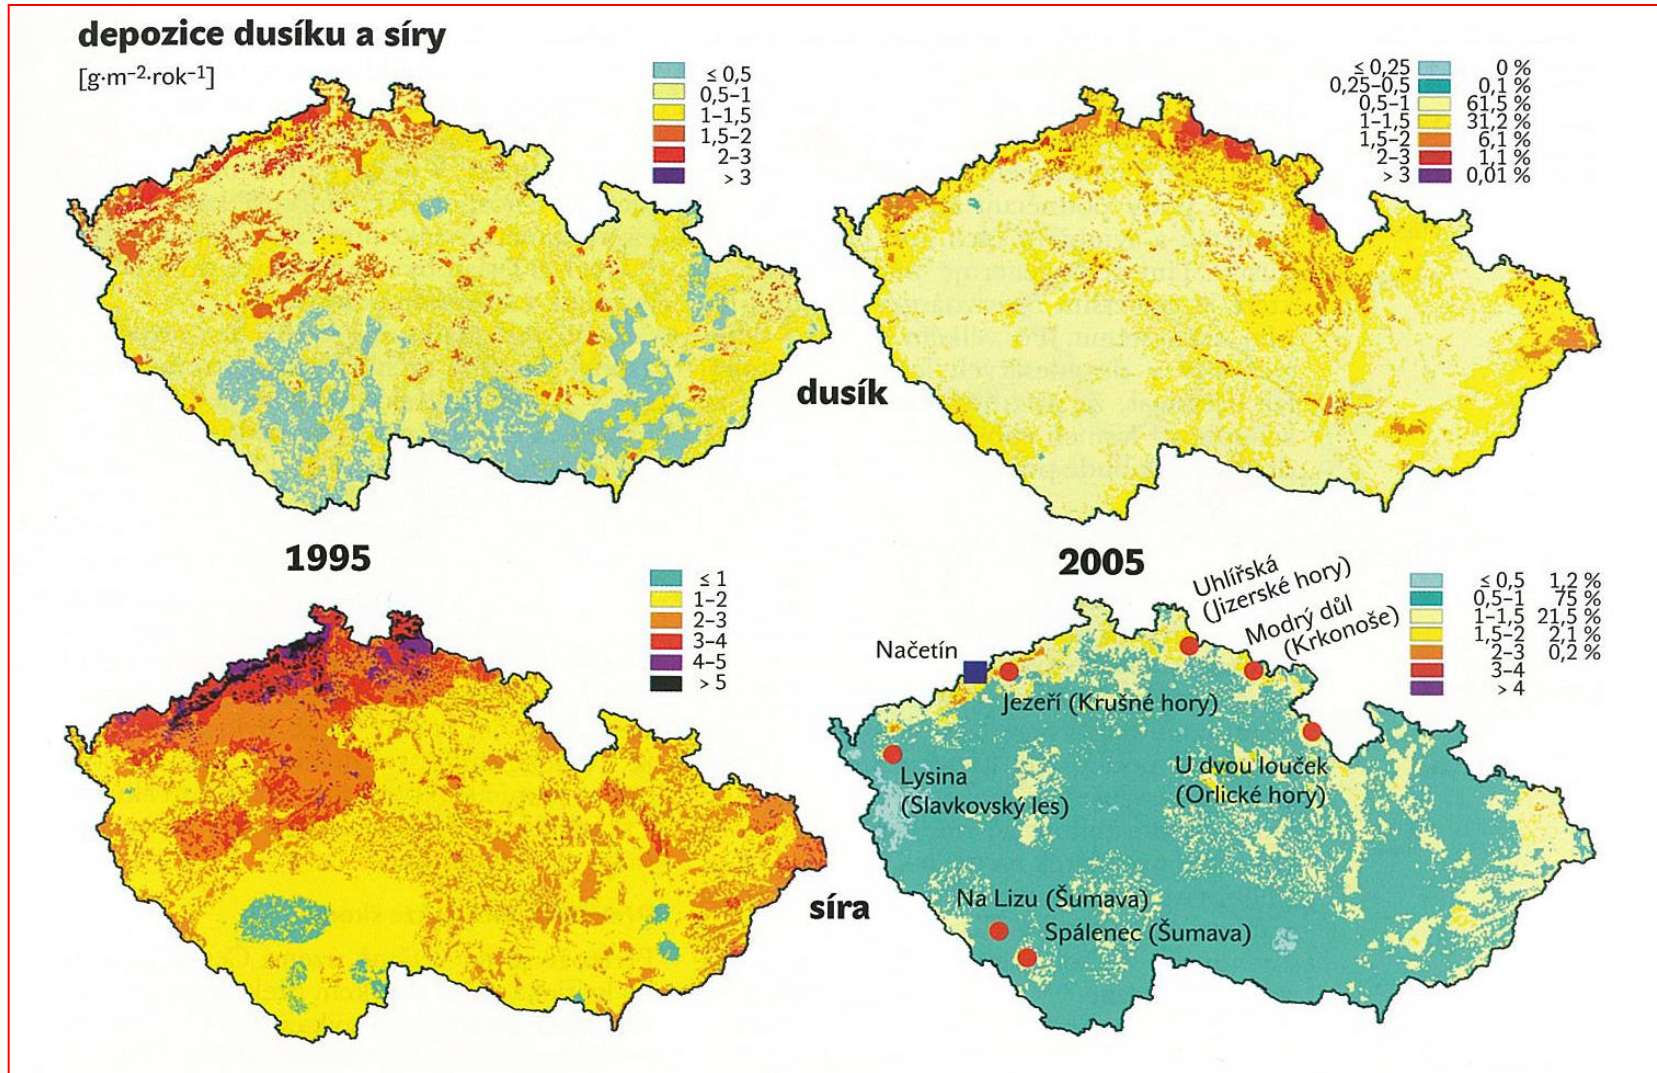 depozice dusíku a síry
[g·m⁻²·rok⁻¹]
≤ 0,5
0,5–1
1–1,5
1,5–2
2–3
> 3
≤ 0,25 0 %
0,25–0,5 0,1 %
0,5–1 61,5 %
1–1,5 31,2 %
1,5–2 6,1 %
2–3 1,1 %
> 3 0,01 %
dusík
1995
2005
≤ 1
1–2
2–3
3–4
4–5
> 5
Uhlířská
(Jizerské hory)
Modrý důl
(Krkonoše)
≤ 0,5 1,2 %
0,5–1 75 %
1–1,5 21,5 %
1,5–2 2,1 %
2–3 0,2 %
3–4
> 4
Načetín
Jezeří (Krušné hory)
Lysina
(Slavkovský les)
U dvou louček
(Orlické hory)
síra
Na Lizu (Šumava)
Spálenec (Šumava)